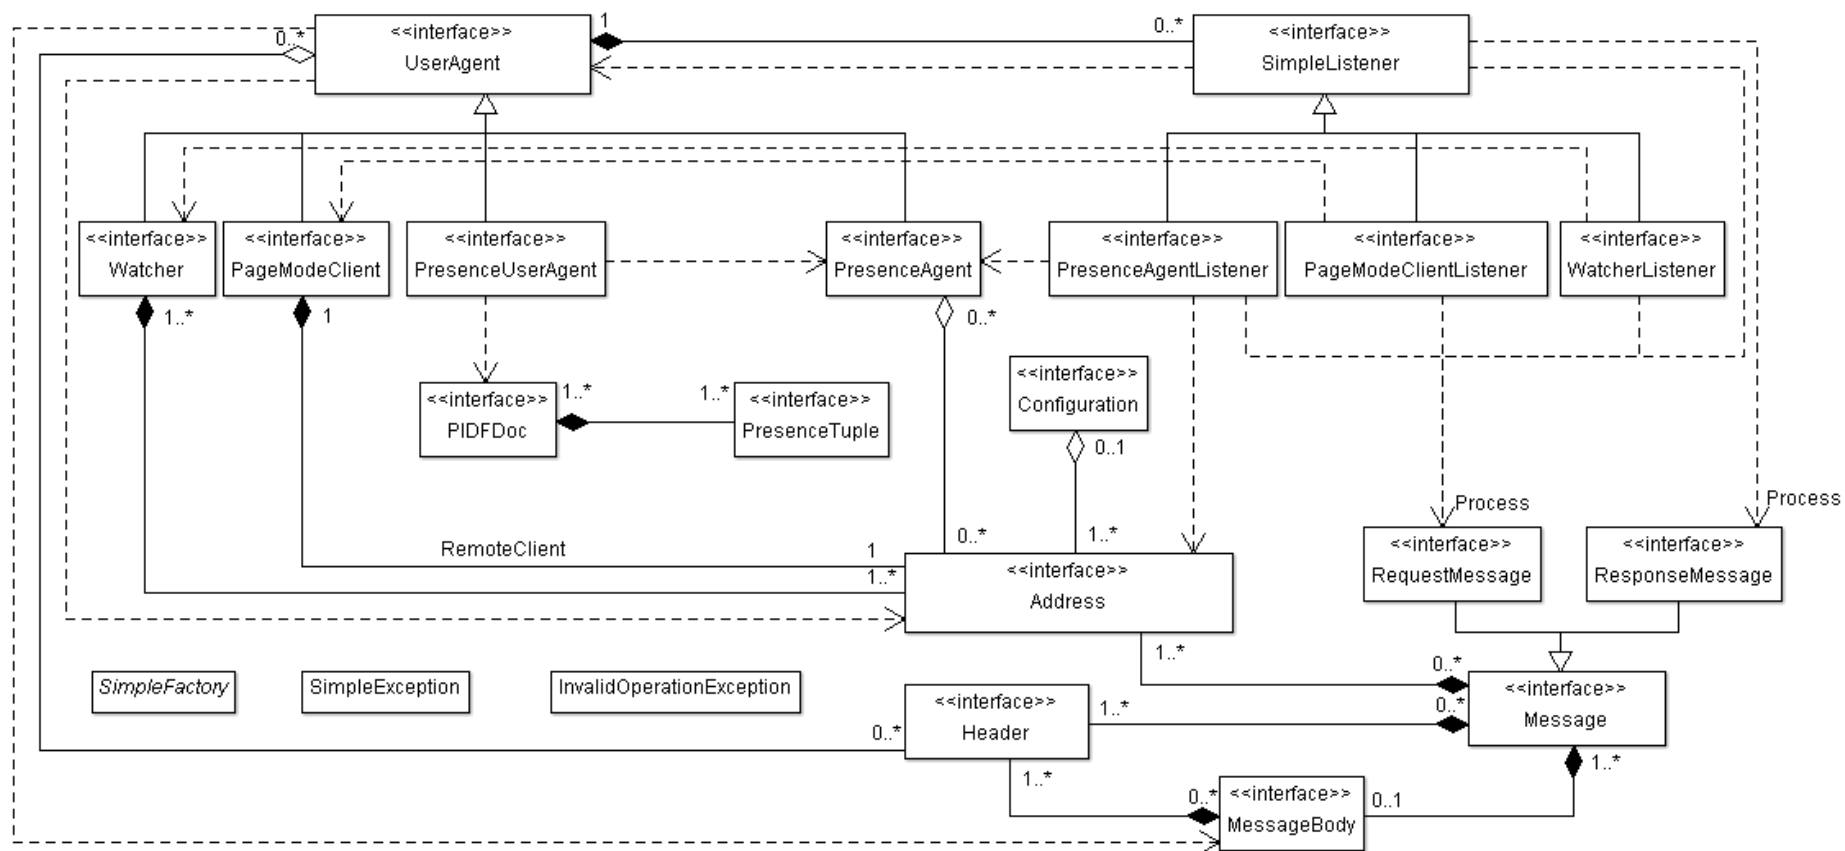 <<interface>>
UserAgent
0..*
1
0..*
<<interface>>
SimpleListener
<<interface>>
Watcher
<<interface>>
PageModeClient
<<interface>>
PresenceUserAgent
<<interface>>
PresenceAgent
<<interface>>
PresenceAgentListener
<<interface>>
PageModeClientListener
<<interface>>
WatcherListener
1..*
1
0..*
<<interface>>
PIDFDoc
1..*
1..*
<<interface>>
PresenceTuple
<<interface>>
Configuration
0..1
Process
Process
RemoteClient
1
1..*
0..*
1..*
<<interface>>
Address
<<interface>>
RequestMessage
<<interface>>
ResponseMessage
1..*
0..*
SimpleFactory
SimpleException
InvalidOperationException
<<interface>>
Header
0..*
1..*
0..*
<<interface>>
Message
1..*
1..*
0..*
<<interface>>
MessageBody
0..1